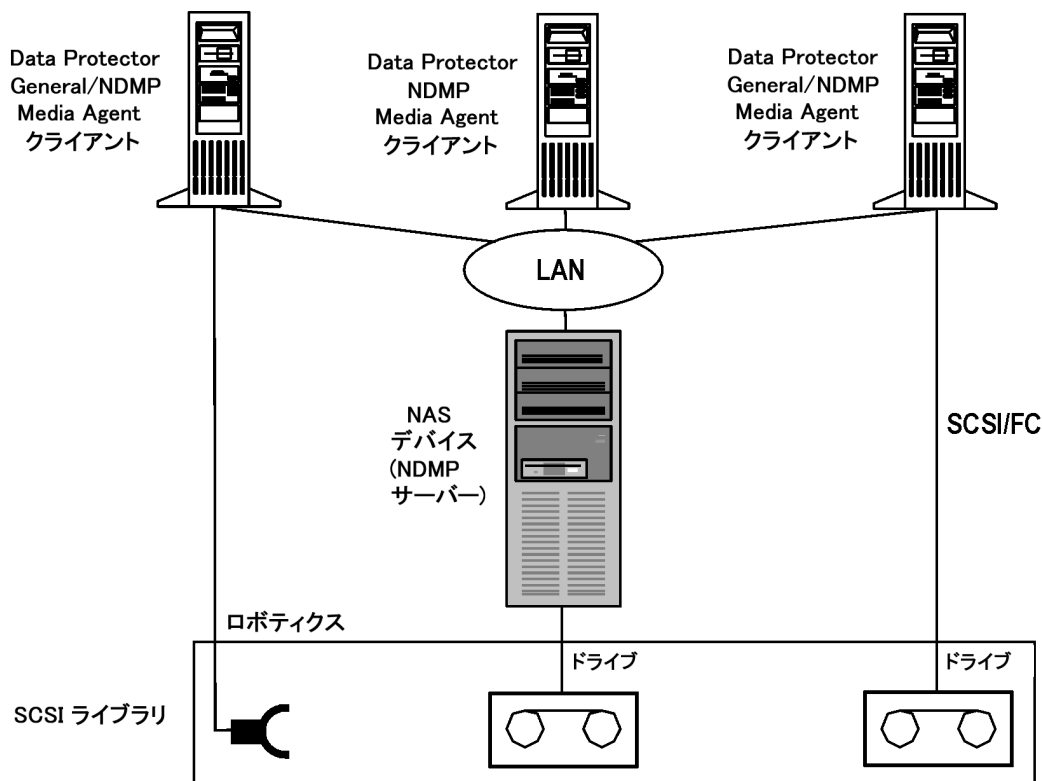 Data Protector
General/NDMP
Media Agent
クライアント
Data Protector
NDMP
Media Agent
クライアント
Data Protector
General/NDMP
Media Agent
クライアント
LAN
NAS
デバイス
(NDMP
サーバー)
SCSI/FC
ロボティクス
ドライブ
ドライブ
SCSI ライブラリ